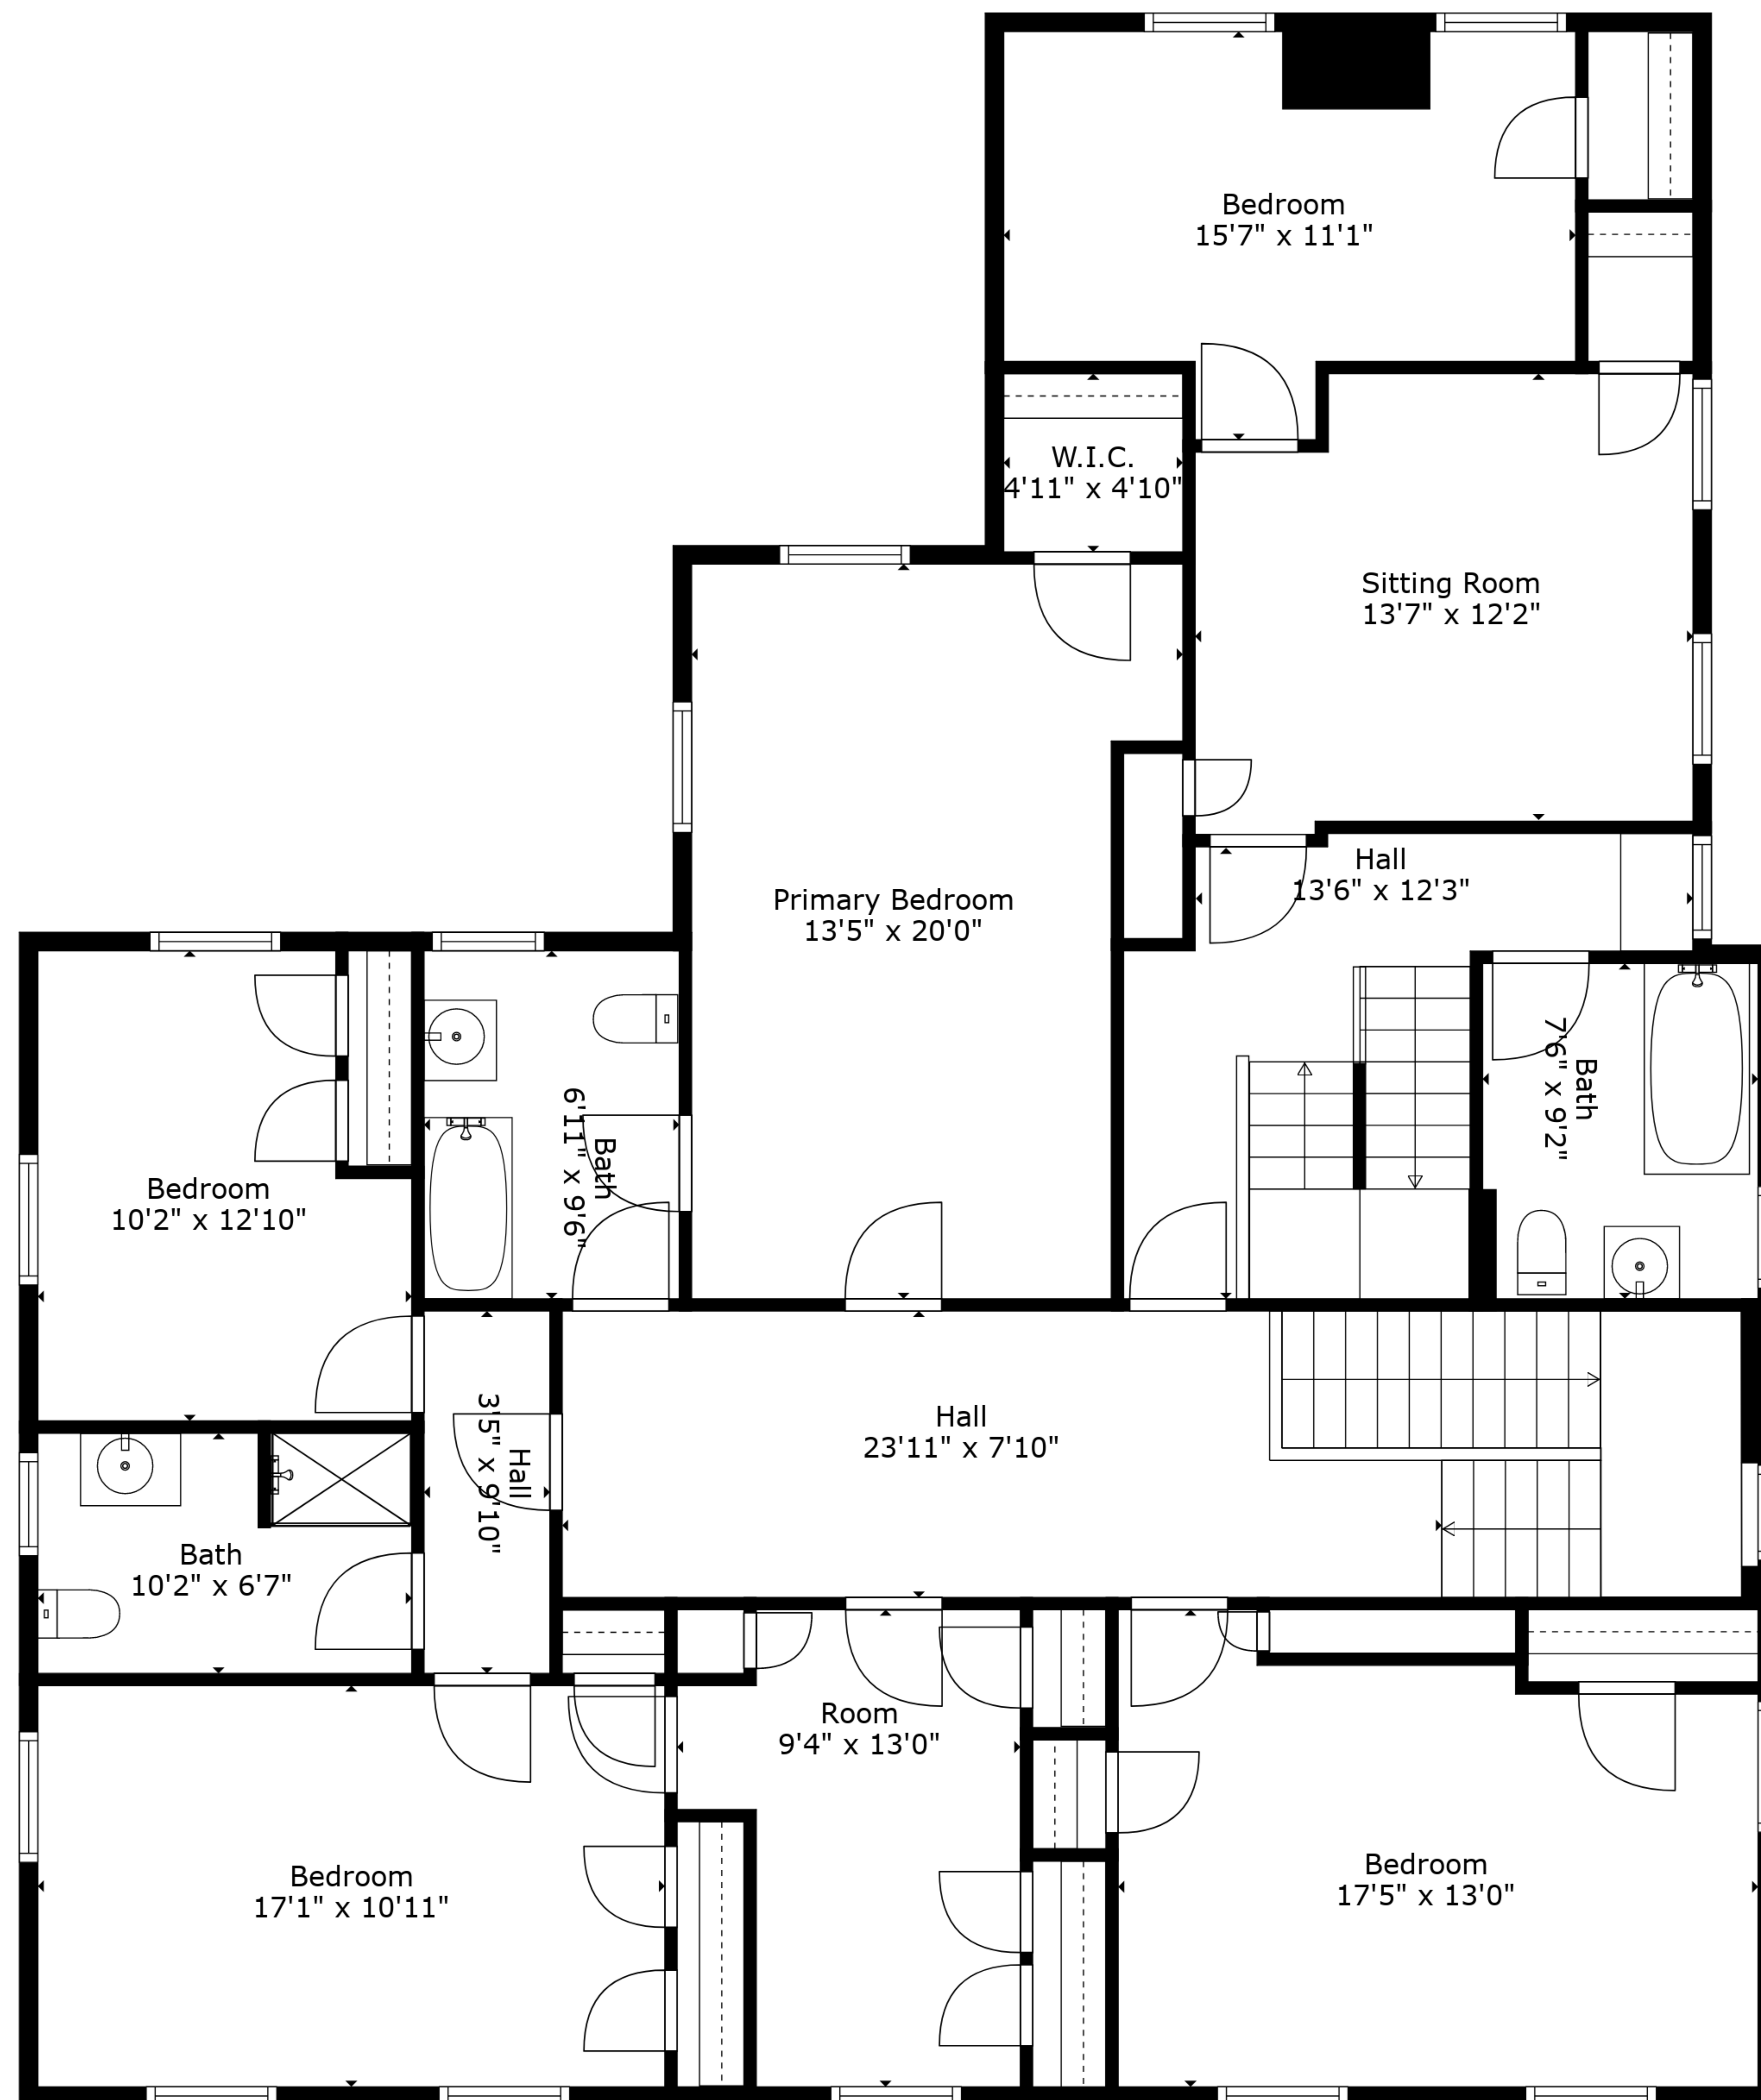 Bedroom
15'7" x 11'1"
W.I.C.
4'11" x 4'10"
Sitting Room
13'7" x 12'2"
Hall
13'6" x 12'3"
Primary Bedroom
13'5" x 20'0"
Bath
7'6" x 9'2"
Bath
6'11" x 9'6"
Bedroom
10'2" x 12'10"
Hall
23'11" x 7'10"
Hall
3'5" x 9'10"
Bath
10'2" x 6'7"
Room
9'4" x 13'0"
Bedroom
17'1" x 10'11"
Bedroom
17'5" x 13'0"